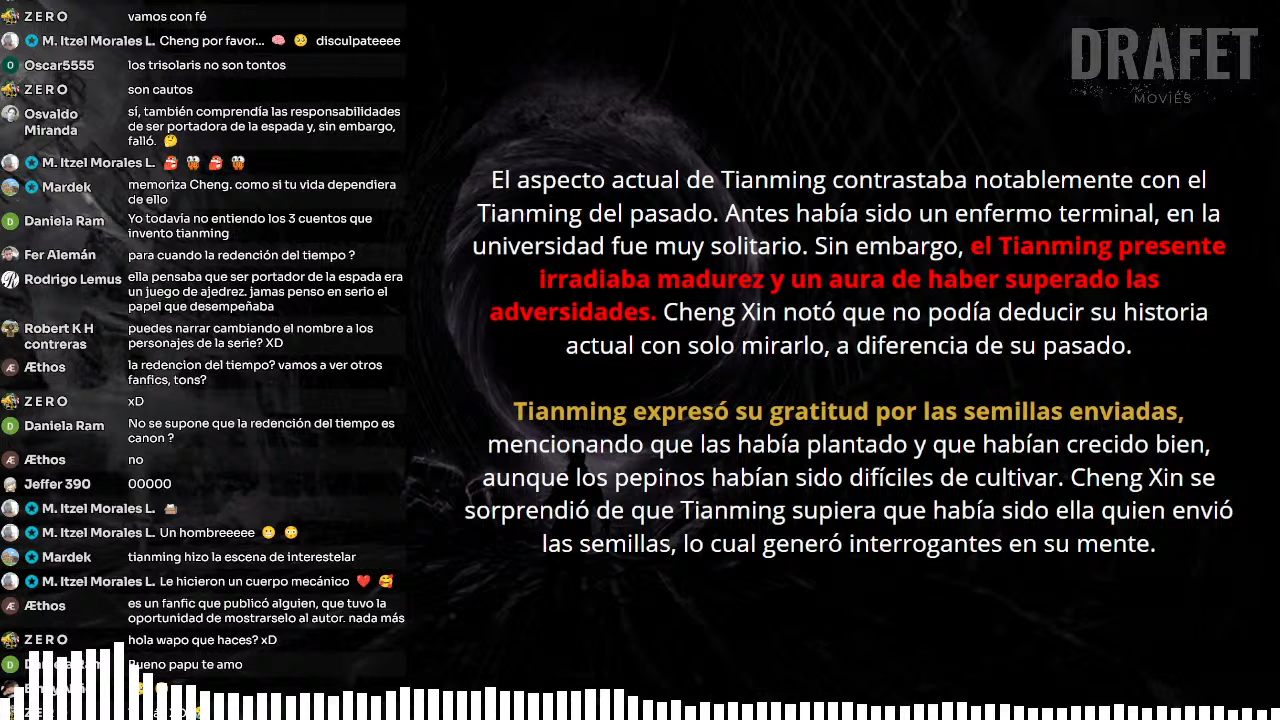 Z E R O vamos con fé
M. Itzel Morales L. Cheng por favor... 🧠 🥹 disculpateeee
Oscar5555 los trisolaris no son tontos
Z E R O son cautos
Osvaldo Miranda sí, también comprendía las responsabilidades
de ser portadora de la espada y, sin embargo,
falló. 🤔
M. Itzel Morales L.
Mardek memoriza Cheng. como si tu vida dependiera
de ello
Daniela Ram Yo todavía no entiendo los 3 cuentos que
invento tianming
Fer Alemán para cuando la redención del tiempo ?
Rodrigo Lemus ella pensaba que ser portador de la espada era
un juego de ajedrez. jamas penso en serio el
papel que desempeñaba
Robert K H contreras puedes narrar cambiando el nombre a los
personajes de la serie? XD
Æthos la redencion del tiempo? vamos a ver otros
fanfics, tons?
Z E R O xD
Daniela Ram No se supone que la redención del tiempo es
canon ?
Æthos no
Jeffer 390 00000
M. Itzel Morales L.
M. Itzel Morales L. Un hombreeeee 😬 😳
Mardek tianming hizo la escena de interestelar
M. Itzel Morales L. Le hicieron un cuerpo mecánico ❤️ 🥰
Æthos es un fanfic que publicó alguien, que tuvo la
oportunidad de mostrarselo al autor. nada más
Z E R O hola wapo que haces? xD
Daniela Ram Bueno papu te amo
DRAFET
MOVIES
El aspecto actual de Tianming contrastaba notablemente con el
Tianming del pasado. Antes había sido un enfermo terminal, en la
universidad fue muy solitario. Sin embargo, el Tianming presente
irradiaba madurez y un aura de haber superado las
adversidades. Cheng Xin notó que no podía deducir su historia
actual con solo mirarlo, a diferencia de su pasado.
Tianming expresó su gratitud por las semillas enviadas,
mencionando que las había plantado y que habían crecido bien,
aunque los pepinos habían sido difíciles de cultivar. Cheng Xin se
sorprendió de que Tianming supiera que había sido ella quien envió
las semillas, lo cual generó interrogantes en su mente.